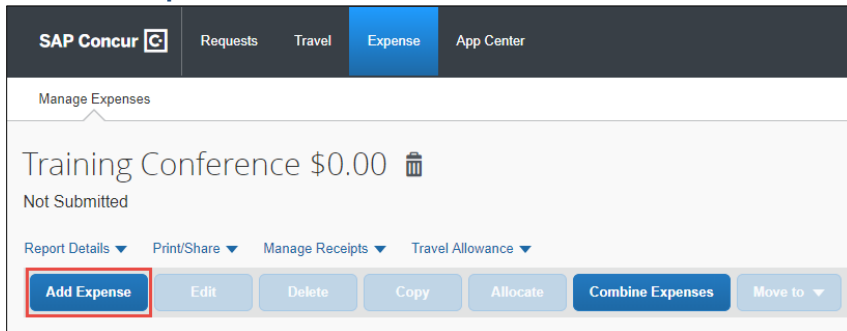 SAP Concur C Requests Travel Expense App Center
Manage Expenses
Training Conference $0.00
Not Submitted
Report Details Print/Share Manage Receipts Travel Allowance
Add Expense Edit Delete Copy Allocate Combine Expenses Move to